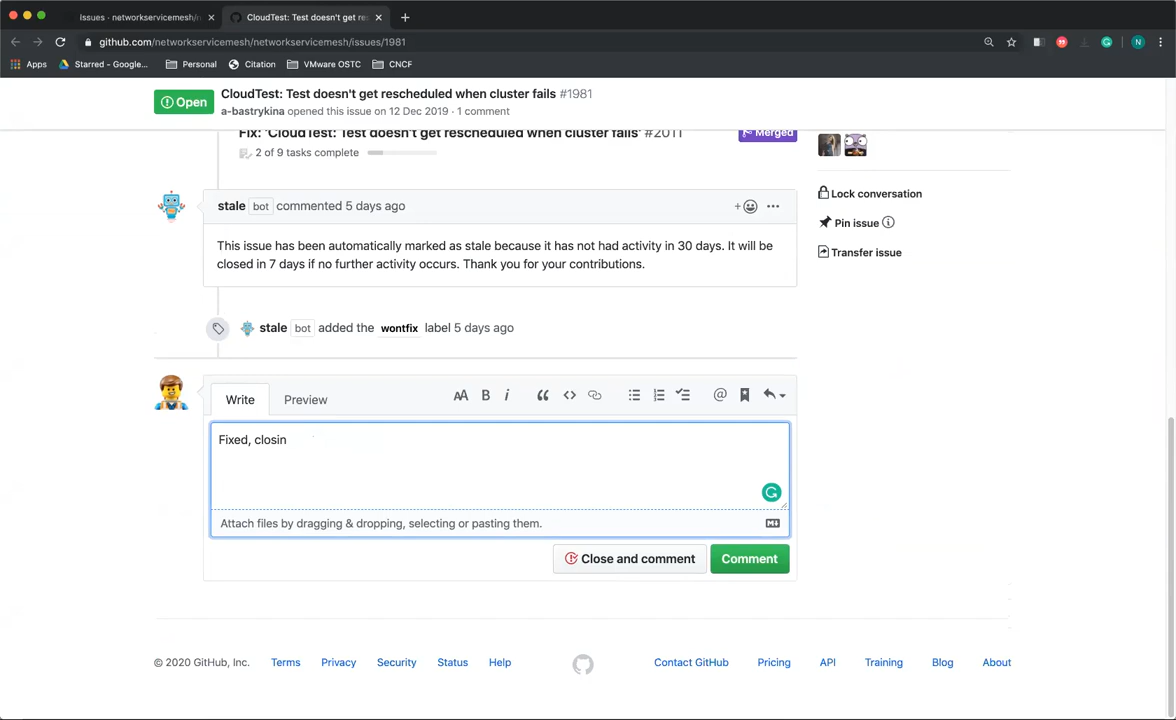 Issues · networkservicemesh/n
CloudTest: Test doesn't get res
github.com/networkservicemesh/networkservicemesh/issues/1981
N
Apps
Starred – Google...
Personal
Citation
VMware OSTC
CNCF
Open
CloudTest: Test doesn't get rescheduled when cluster fails #1981
a-bastrykina opened this issue on 12 Dec 2019 · 1 comment
Fix: 'CloudTest: Test doesn't get rescheduled when cluster fails' #2011
Merged
2 of 9 tasks complete
Lock conversation
Pin issue
Transfer issue
stale bot commented 5 days ago
This issue has been automatically marked as stale because it has not had activity in 30 days. It will be
closed in 7 days if no further activity occurs. Thank you for your contributions.
stale bot added the wontfix label 5 days ago
Write
Preview
AA B i
Fixed, closin
Attach files by dragging & dropping, selecting or pasting them.
Close and comment
Comment
© 2020 GitHub, Inc.
Terms
Privacy
Security
Status
Help
Contact GitHub
Pricing
API
Training
Blog
About